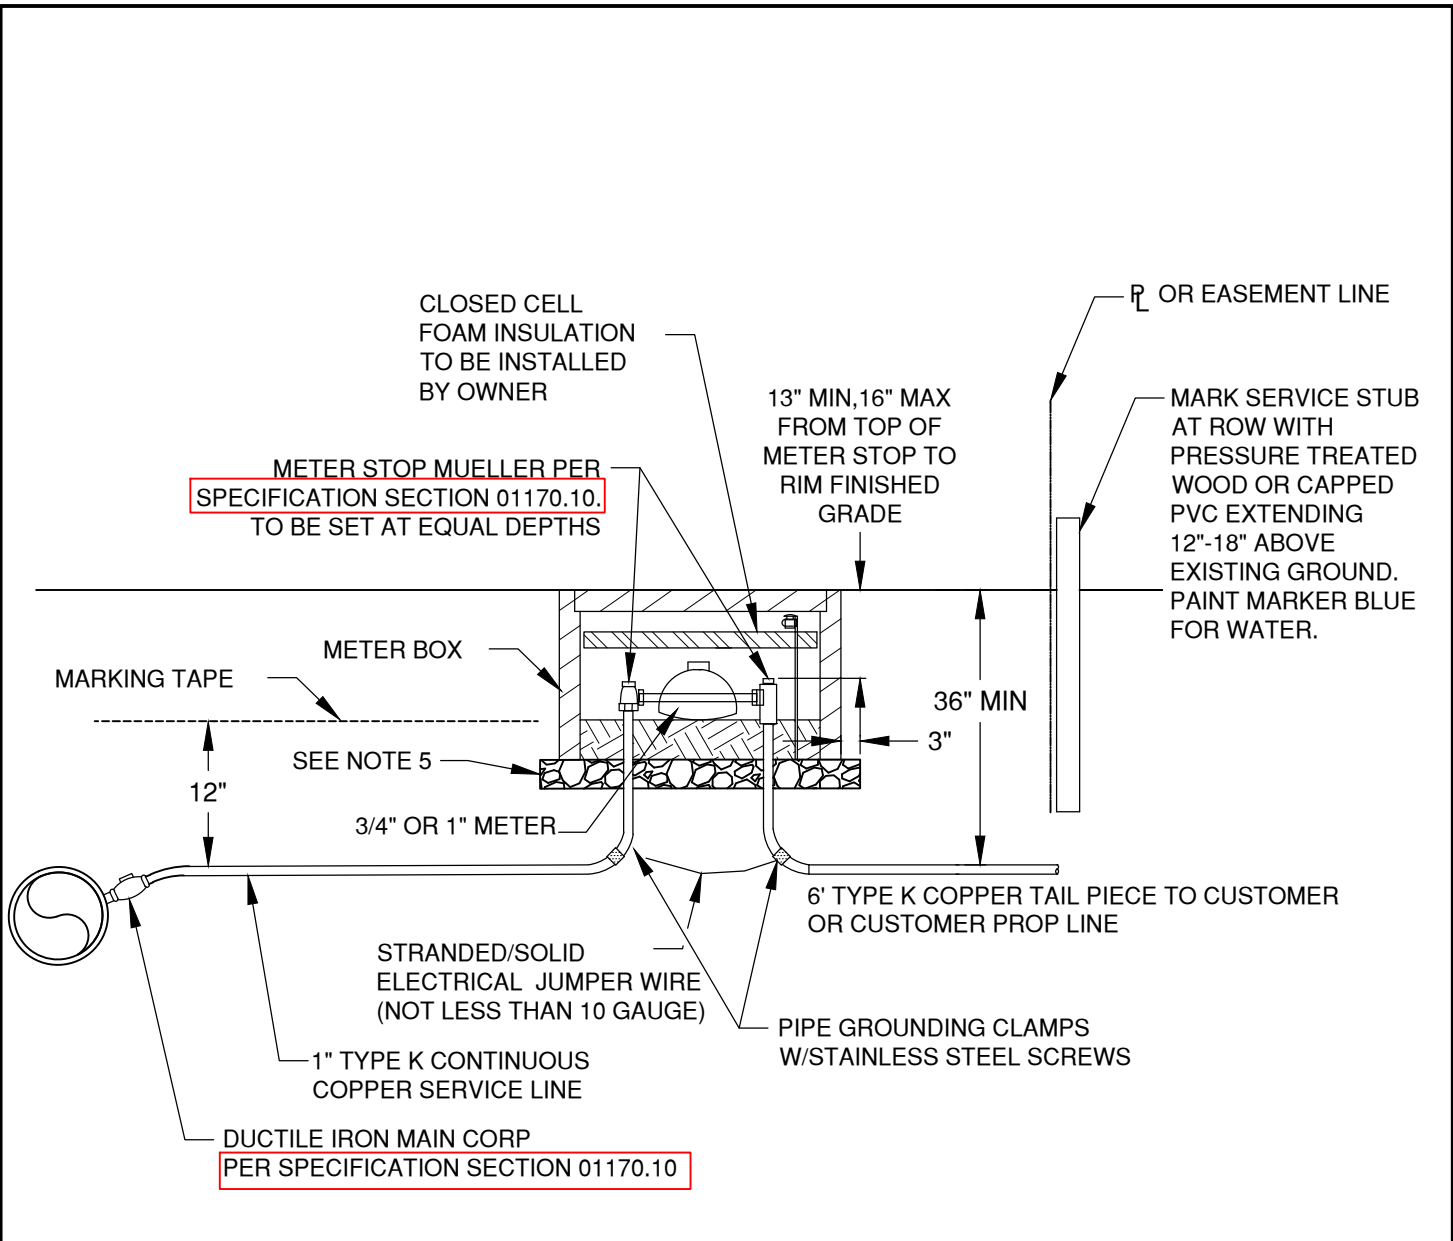 CLOSED CELL
FOAM INSULATION
TO BE INSTALLED
BY OWNER
PL OR EASEMENT LINE
13" MIN,16" MAX
FROM TOP OF
METER STOP TO
RIM FINISHED
GRADE
MARK SERVICE STUB
AT ROW WITH
PRESSURE TREATED
WOOD OR CAPPED
PVC EXTENDING
12"-18" ABOVE
EXISTING GROUND.
PAINT MARKER BLUE
FOR WATER.
METER STOP MUELLER PER
SPECIFICATION SECTION 01170.10.
TO BE SET AT EQUAL DEPTHS
METER BOX
MARKING TAPE
36" MIN
3"
SEE NOTE 5
12"
3/4" OR 1" METER
6' TYPE K COPPER TAIL PIECE TO CUSTOMER
OR CUSTOMER PROP LINE
STRANDED/SOLID
ELECTRICAL JUMPER WIRE
(NOT LESS THAN 10 GAUGE)
PIPE GROUNDING CLAMPS
W/STAINLESS STEEL SCREWS
1" TYPE K CONTINUOUS
COPPER SERVICE LINE
DUCTILE IRON MAIN CORP
PER SPECIFICATION SECTION 01170.10